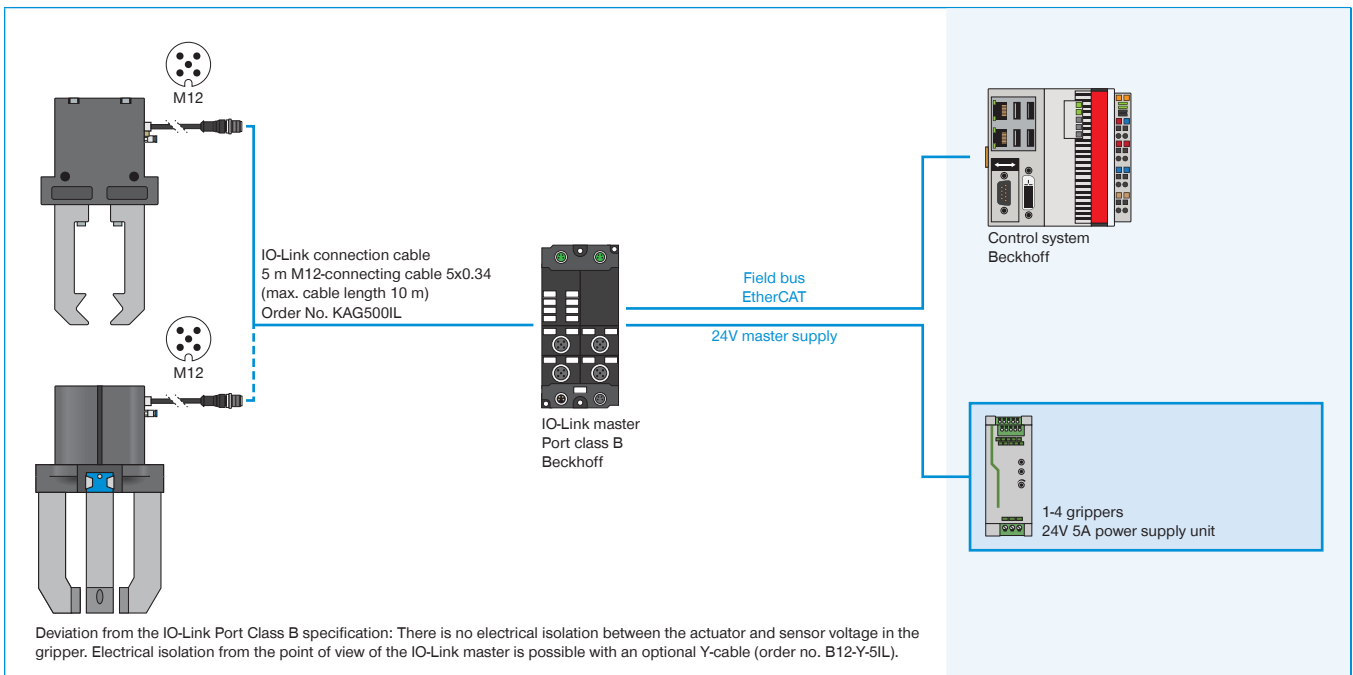 M12
IO-Link connection cable
5 m M12-connecting cable 5x0.34
(max. cable length 10 m)
Order No. KAG500IL
M12
IO-Link master
Port class B
Beckhoff
Field bus
EtherCAT
24V master supply
Control system
Beckhoff
1-4 grippers
24V 5A power supply unit
Deviation from the IO-Link Port Class B specification: There is no electrical isolation between the actuator and sensor voltage in the
gripper. Electrical isolation from the point of view of the IO-Link master is possible with an optional Y-cable (order no. B12-Y-5IL).